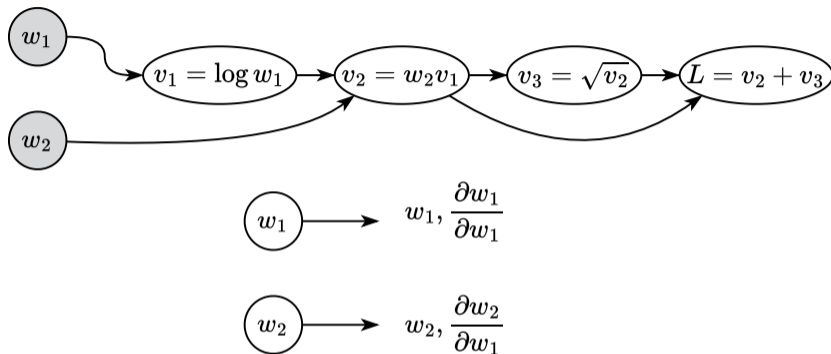 w₁
v₁ = log w₁
v₂ = w₂v₁
v₃ = √v₂
L = v₂ + v₃
w₂
w₁
w₁, ∂w₁/∂w₁
w₂
w₂, ∂w₂/∂w₁